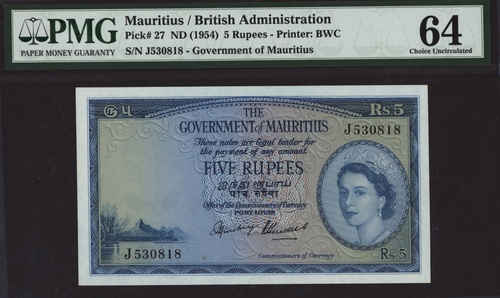 PMG
PAPER MONEY GUARANTY
Mauritius / British Administration
Pick# 27 ND (1954) 5 Rupees - Printer: BWC
S/N J530818 - Government of Mauritius
64
Choice Uncirculated
ரூ ௫
Rs.5
THE
GOVERNMENT of MAURITIUS
J530818
These notes are legal tender for
the payment of any amount
FIVE RUPEES
ஐந்து ரூபாய்
पांच रुपैया
Office of the Commissioners of Currency
PORT LOUIS
J530818
Commissioners of Currency
Rs.5